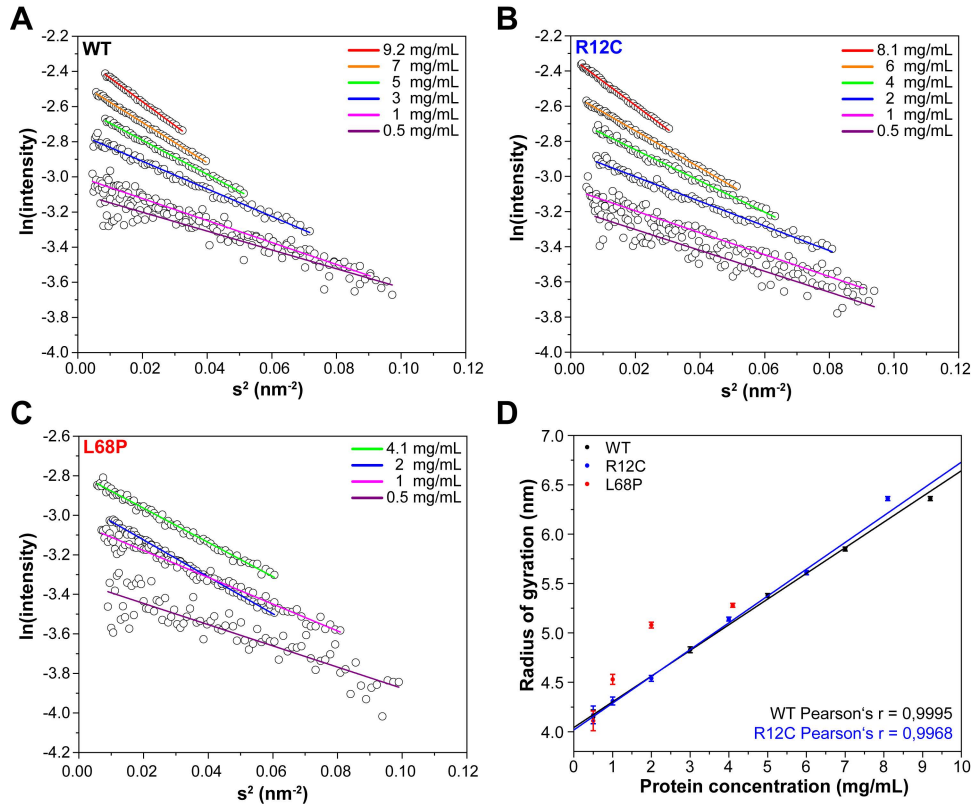 A
WT
-2.2
-2.4
-2.6
-2.8
-3.0
-3.2
-3.4
-3.6
-3.8
-4.0
ln(intensity)
9.2 mg/mL
7 mg/mL
5 mg/mL
3 mg/mL
1 mg/mL
0.5 mg/mL
0.00 0.02 0.04 0.06 0.08 0.10 0.12
s² (nm⁻²)
B
R12C
-2.4
-2.6
-2.8
-3.0
-3.2
-3.4
-3.6
-3.8
-4.0
ln(intensity)
8.1 mg/mL
6 mg/mL
4 mg/mL
2 mg/mL
1 mg/mL
0.5 mg/mL
0.00 0.02 0.04 0.06 0.08 0.10 0.12
s² (nm⁻²)
C
L68P
-2.6
-2.8
-3.0
-3.2
-3.4
-3.6
-3.8
-4.0
-4.2
ln(intensity)
4.1 mg/mL
2 mg/mL
1 mg/mL
0.5 mg/mL
0.00 0.02 0.04 0.06 0.08 0.10 0.12
s² (nm⁻²)
D
7.0
6.5
6.0
5.5
5.0
4.5
4.0
Radius of gyration (nm)
WT
R12C
L68P
WT Pearson‘s r = 0,9995
R12C Pearson‘s r = 0,9968
0 1 2 3 4 5 6 7 8 9 10
Protein concentration (mg/mL)